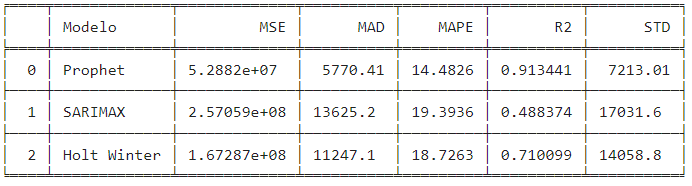 Modelo MSE MAD MAPE R2 STD
0 Prophet 5.2882e+07 5770.41 14.4826 0.913441 7213.01
1 SARIMAX 2.57059e+08 13625.2 19.3936 0.488374 17031.6
2 Holt Winter 1.67287e+08 11247.1 18.7263 0.710099 14058.8